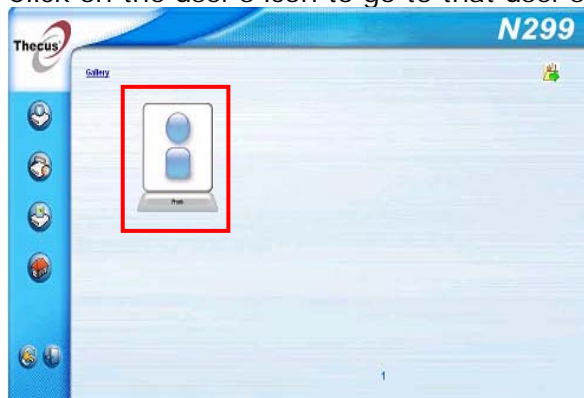 Click on the user's icon to go to that user's
N299
Thecus
Gallery
1